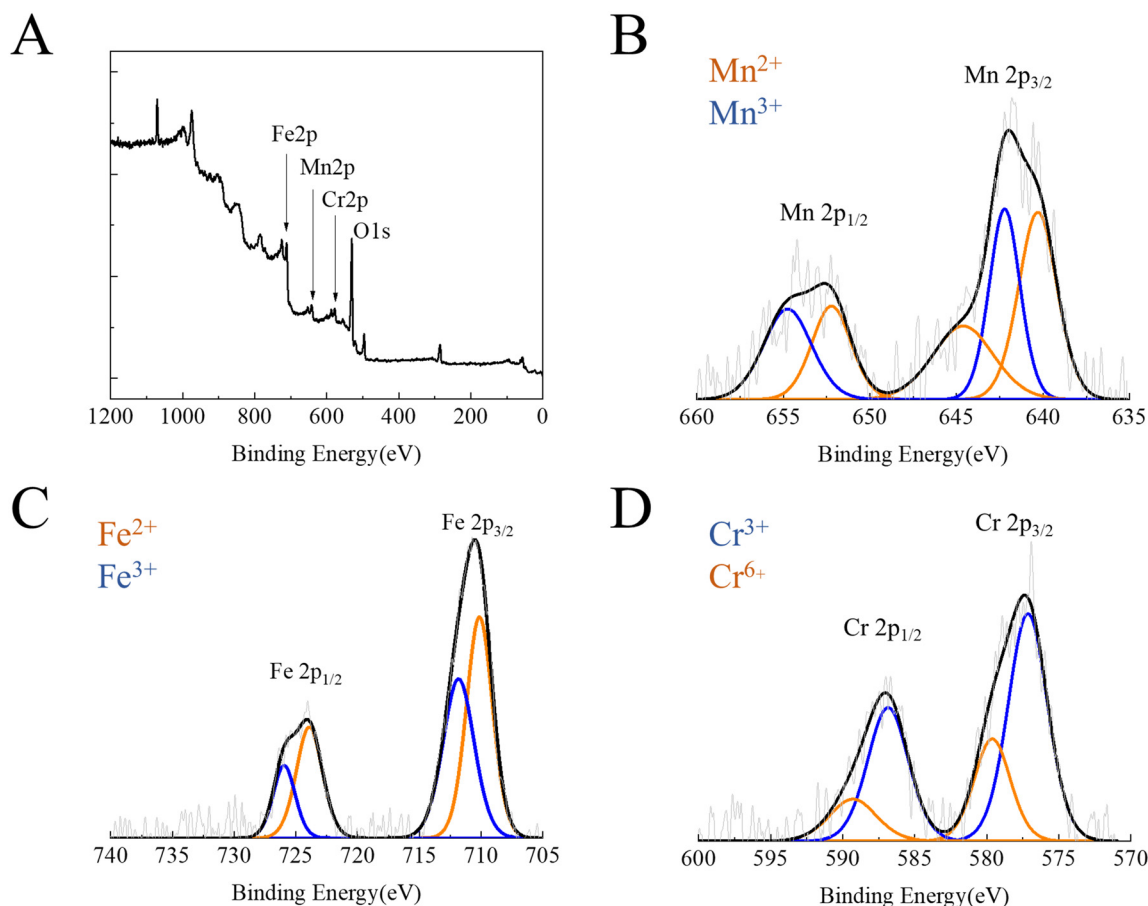 A
Fe2p
Mn2p
Cr2p
O1s
1200 1000 800 600 400 200 0
Binding Energy(eV)
B
Mn²⁺
Mn³⁺
Mn 2p₃/₂
Mn 2p₁/₂
660 655 650 645 640 635
Binding Energy(eV)
C
Fe²⁺
Fe³⁺
Fe 2p₃/₂
Fe 2p₁/₂
740 735 730 725 720 715 710 705
Binding Energy(eV)
D
Cr³⁺
Cr⁶⁺
Cr 2p₃/₂
Cr 2p₁/₂
600 595 590 585 580 575 570
Binding Energy(eV)